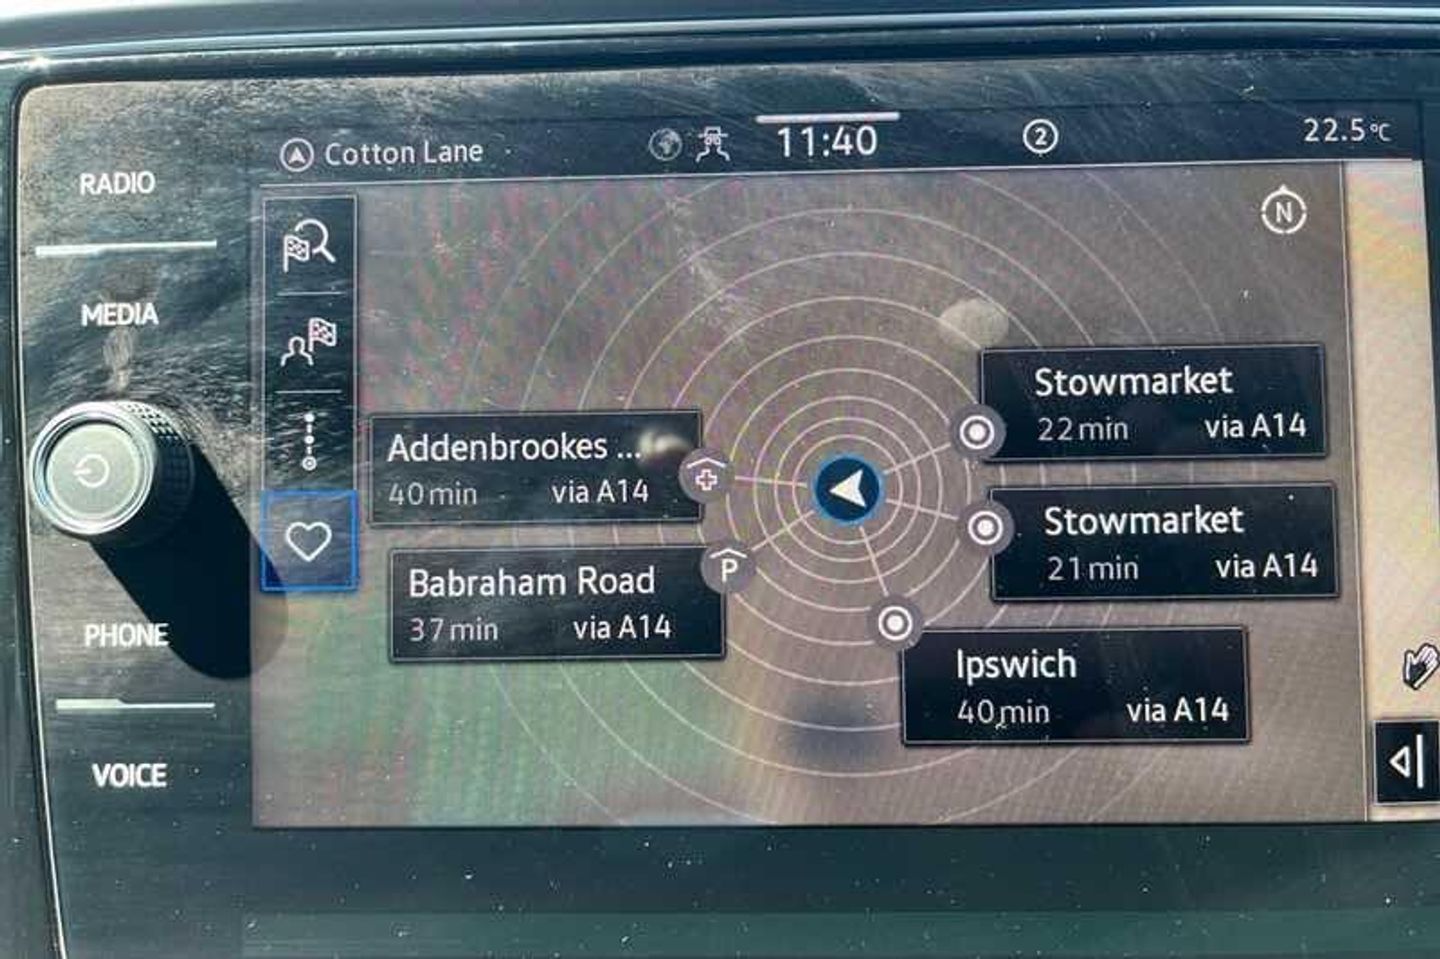 RADIO
MEDIA
PHONE
VOICE
Cotton Lane
11:40
2
22.5°C
N
Stowmarket
22 min via A14
Addenbrookes ...
40 min via A14
Stowmarket
21 min via A14
P
Babraham Road
37 min via A14
Ipswich
40 min via A14